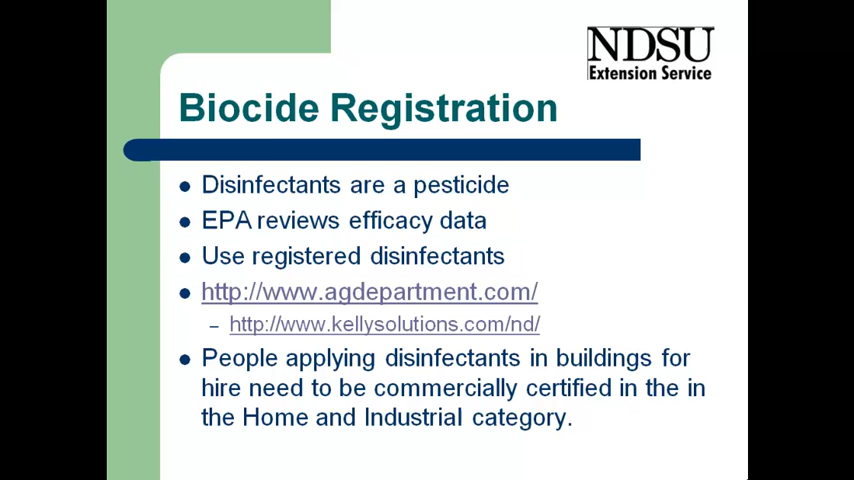 NDSU
Extension Service
Biocide Registration
Disinfectants are a pesticide
EPA reviews efficacy data
Use registered disinfectants
http://www.agdepartment.com/
– http://www.kellysolutions.com/nd/
People applying disinfectants in buildings for
hire need to be commercially certified in the in
the Home and Industrial category.